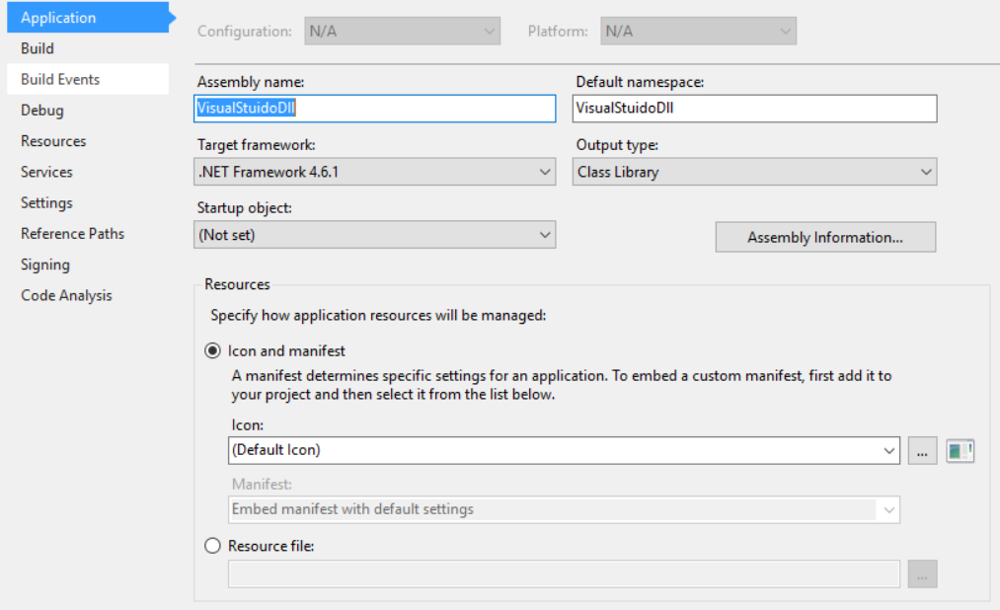 Application
Build
Build Events
Debug
Resources
Services
Settings
Reference Paths
Signing
Code Analysis
Configuration: N/A Platform: N/A
Assembly name: Default namespace:
VisualStuidoDll VisualStuidoDll
Target framework: Output type:
.NET Framework 4.6.1 Class Library
Startup object:
(Not set) Assembly Information...
Resources
Specify how application resources will be managed:
Icon and manifest
A manifest determines specific settings for an application. To embed a custom manifest, first add it to
your project and then select it from the list below.
Icon:
(Default Icon) ...
Manifest:
Embed manifest with default settings
Resource file:
...